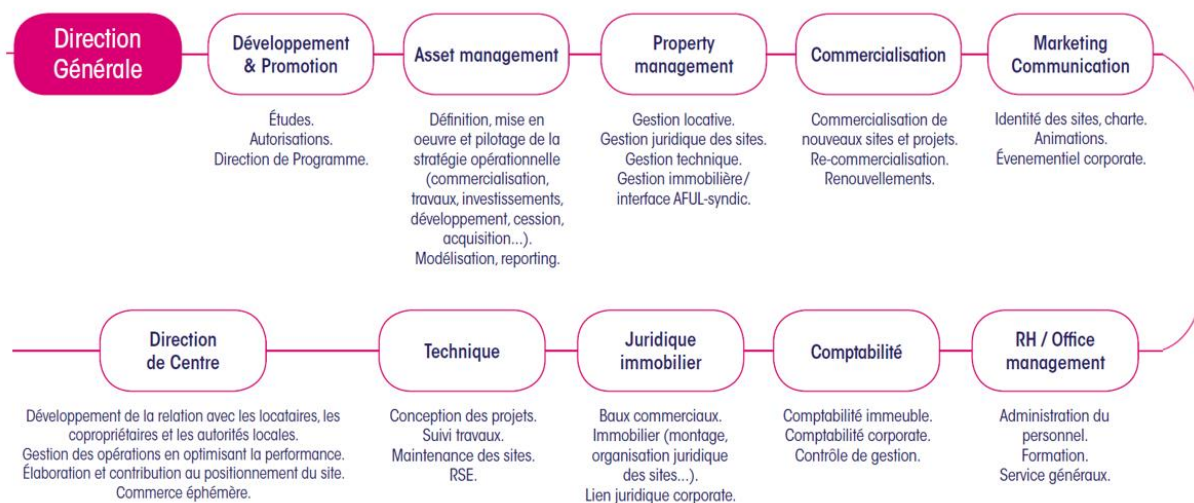 Direction
Générale
Développement
& Promotion
Études.
Autorisations.
Direction de Programme.
Asset management
Définition, mise en
oeuvre et pilotage de la
stratégie opérationnelle
(commercialisation,
travaux, investissements,
développement, cession,
acquisition...).
Modélisation, reporting.
Property
management
Gestion locative.
Gestion juridique des sites.
Gestion technique.
Gestion immobilière/
interface AFUL-syndic.
Commercialisation
Commercialisation de
nouveaux sites et projets.
Re-commercialisation.
Renouvellements.
Marketing
Communication
Identité des sites, charte.
Animations.
Évenementiel corporate.
Direction
de Centre
Développement de la relation avec les locataires, les
copropriétaires et les autorités locales.
Gestion des opérations en optimisant la performance.
Élaboration et contribution au positionnement du site.
Commerce éphémère.
Technique
Conception des projets.
Suivi travaux.
Maintenance des sites.
RSE.
Juridique
immobilier
Baux commerciaux.
Immobilier (montage,
organisation juridique
des sites...).
Lien juridique corporate.
Comptabilité
Comptabilité immeuble.
Comptabilité corporate.
Contrôle de gestion.
RH / Office
management
Administration du
personnel.
Formation.
Service généraux.